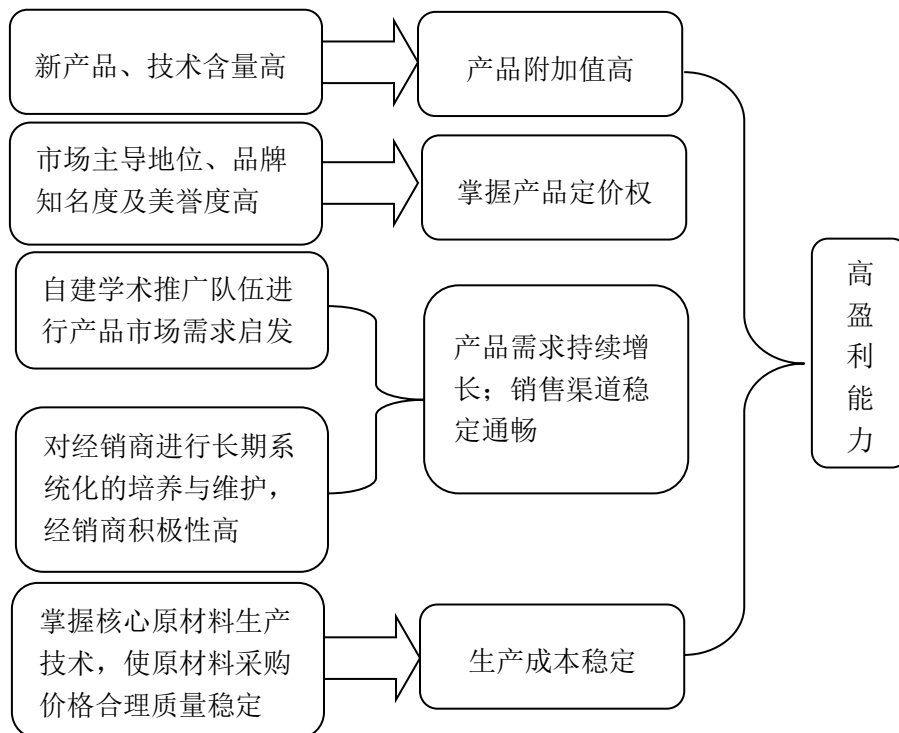 新产品、技术含量高
产品附加值高
市场主导地位、品牌
知名度及美誉度高
掌握产品定价权
自建学术推广队伍进
行产品市场需求启发
对经销商进行长期系
统化的培养与维护，
经销商积极性高
产品需求持续增
长；销售渠道稳
定通畅
掌握核心原材料生产
技术，使原材料采购
价格合理质量稳定
生产成本稳定
高
盈
利
能
力